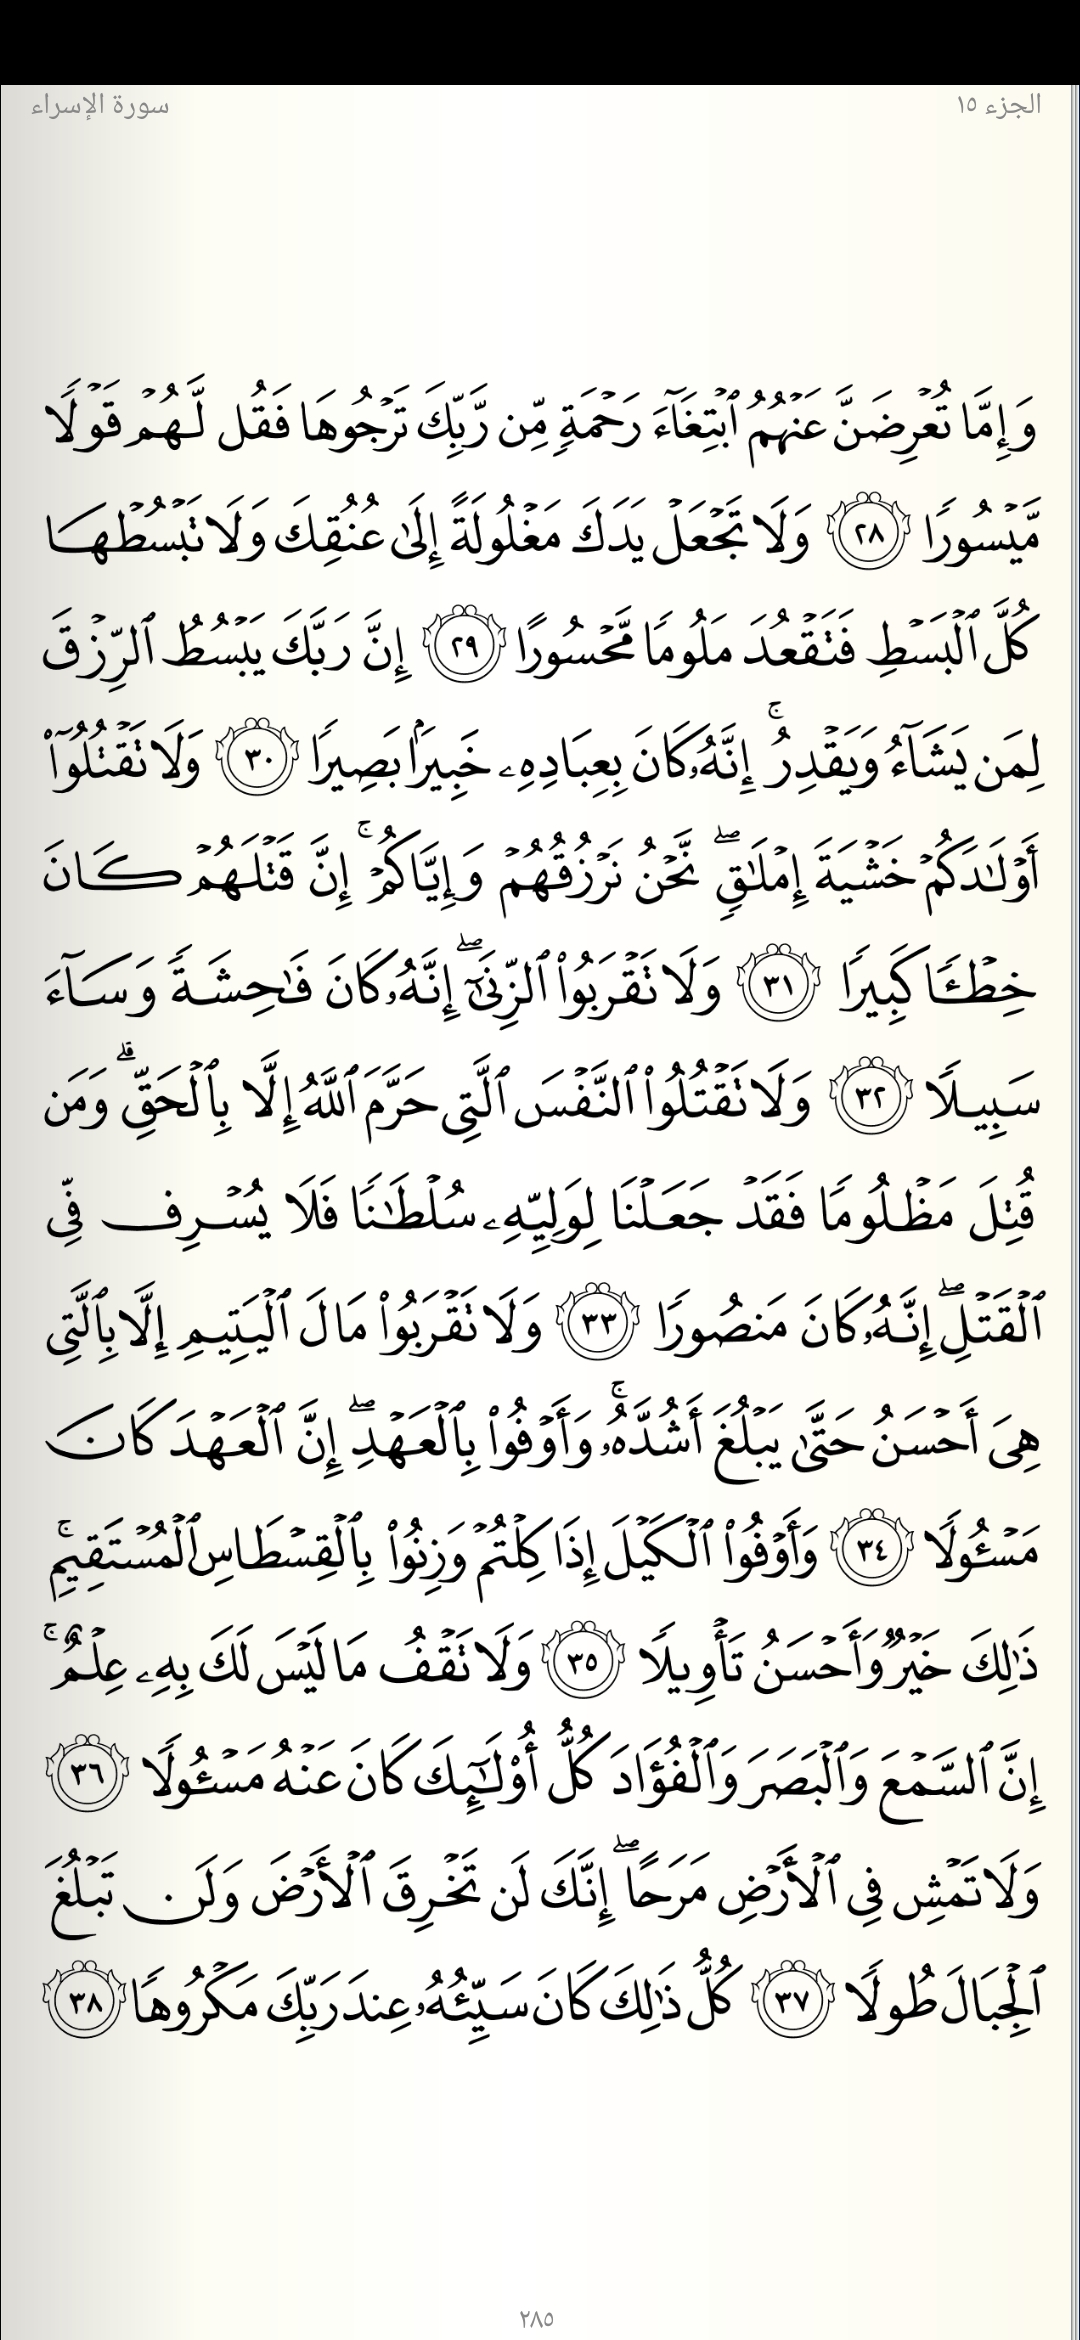 الجزء ١٥
سورة الإسراء
وَإِمَّا تُعْرِضَنَّ عَنْهُمُ ٱبْتِغَآءَ رَحْمَةٍ مِّن رَّبِّكَ تَرْجُوهَا فَقُل لَّهُمْ قَوْلًا
مَّيْسُورًا ٢٨ وَلَا تَجْعَلْ يَدَكَ مَغْلُولَةً إِلَىٰ عُنُقِكَ وَلَا تَبْسُطْهَا
كُلَّ ٱلْبَسْطِ فَتَقْعُدَ مَلُومًا مَّحْسُورًا ٢٩ إِنَّ رَبَّكَ يَبْسُطُ ٱلرِّزْقَ
لِمَن يَشَآءُ وَيَقْدِرُ ۚ إِنَّهُۥ كَانَ بِعِبَادِهِۦ خَبِيرًۢا بَصِيرًا ٣٠ وَلَا تَقْتُلُوٓا۟
أَوْلَـٰدَكُمْ خَشْيَةَ إِمْلَـٰقٍ ۖ نَّحْنُ نَرْزُقُهُمْ وَإِيَّاكُمْ ۚ إِنَّ قَتْلَهُمْ كَانَ
خِطْـًٔا كَبِيرًا ٣١ وَلَا تَقْرَبُوا۟ ٱلزِّنَىٰٓ ۖ إِنَّهُۥ كَانَ فَـٰحِشَةً وَسَآءَ
سَبِيلًا ٣٢ وَلَا تَقْتُلُوا۟ ٱلنَّفْسَ ٱلَّتِى حَرَّمَ ٱللَّهُ إِلَّا بِٱلْحَقِّ ۗ وَمَن
قُتِلَ مَظْلُومًا فَقَدْ جَعَلْنَا لِوَلِيِّهِۦ سُلْطَـٰنًا فَلَا يُسْرِف فِّى
ٱلْقَتْلِ ۖ إِنَّهُۥ كَانَ مَنصُورًا ٣٣ وَلَا تَقْرَبُوا۟ مَالَ ٱلْيَتِيمِ إِلَّا بِٱلَّتِى
هِىَ أَحْسَنُ حَتَّىٰ يَبْلُغَ أَشُدَّهُۥ ۚ وَأَوْفُوا۟ بِٱلْعَهْدِ ۖ إِنَّ ٱلْعَهْدَ كَانَ
مَسْـُٔولًا ٣٤ وَأَوْفُوا۟ ٱلْكَيْلَ إِذَا كِلْتُمْ وَزِنُوا۟ بِٱلْقِسْطَاسِ ٱلْمُسْتَقِيمِ ۚ
ذَٰلِكَ خَيْرٌ وَأَحْسَنُ تَأْوِيلًا ٣٥ وَلَا تَقْفُ مَا لَيْسَ لَكَ بِهِۦ عِلْمٌ ۚ
إِنَّ ٱلسَّمْعَ وَٱلْبَصَرَ وَٱلْفُؤَادَ كُلُّ أُو۟لَـٰٓئِكَ كَانَ عَنْهُ مَسْـُٔولًا ٣٦
وَلَا تَمْشِ فِى ٱلْأَرْضِ مَرَحًا ۖ إِنَّكَ لَن تَخْرِقَ ٱلْأَرْضَ وَلَن تَبْلُغَ
ٱلْجِبَالَ طُولًا ٣٧ كُلُّ ذَٰلِكَ كَانَ سَيِّئُهُۥ عِندَ رَبِّكَ مَكْرُوهًا ٣٨
٢٨٥